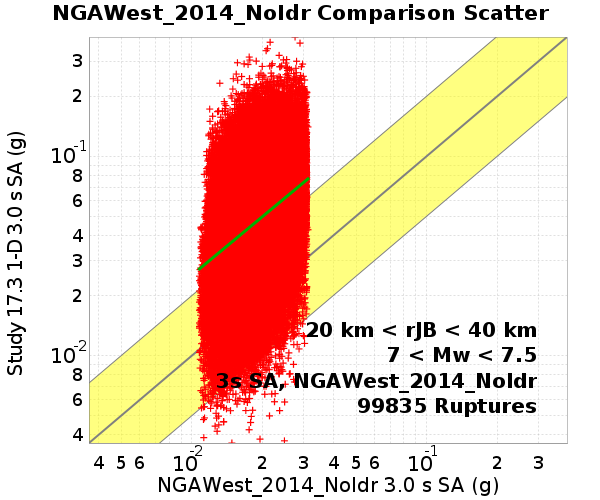 NGAWest_2014_NoIdr Comparison Scatter
Study 17.3 1-D 3.0 s SA (g)
3
2
10⁻¹
8
6
4
3
2
10⁻²
8
6
4
20 km < rJB < 40 km
7 < Mw < 7.5
3s SA, NGAWest_2014_NoIdr
99835 Ruptures
4 5 6 10⁻² 2 3 4 5 6 10⁻¹ 2 3
NGAWest_2014_NoIdr 3.0 s SA (g)